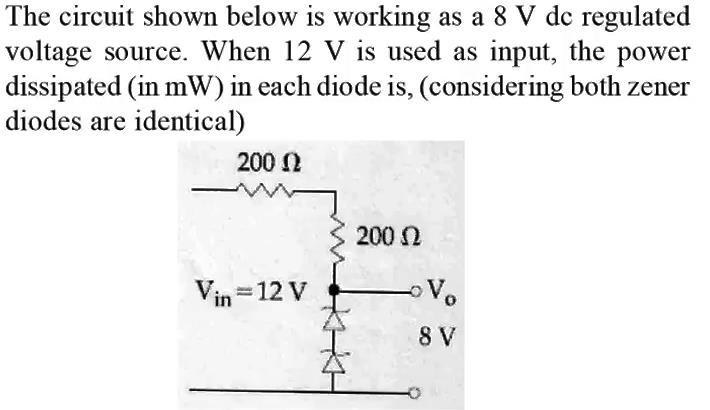 The circuit shown below is working as a 8 V dc regulated
voltage source. When 12 V is used as input, the power
dissipated (in mW) in each diode is, (considering both zener
diodes are identical)
200 Ω
200 Ω
Vin = 12 V
Vo
8 V